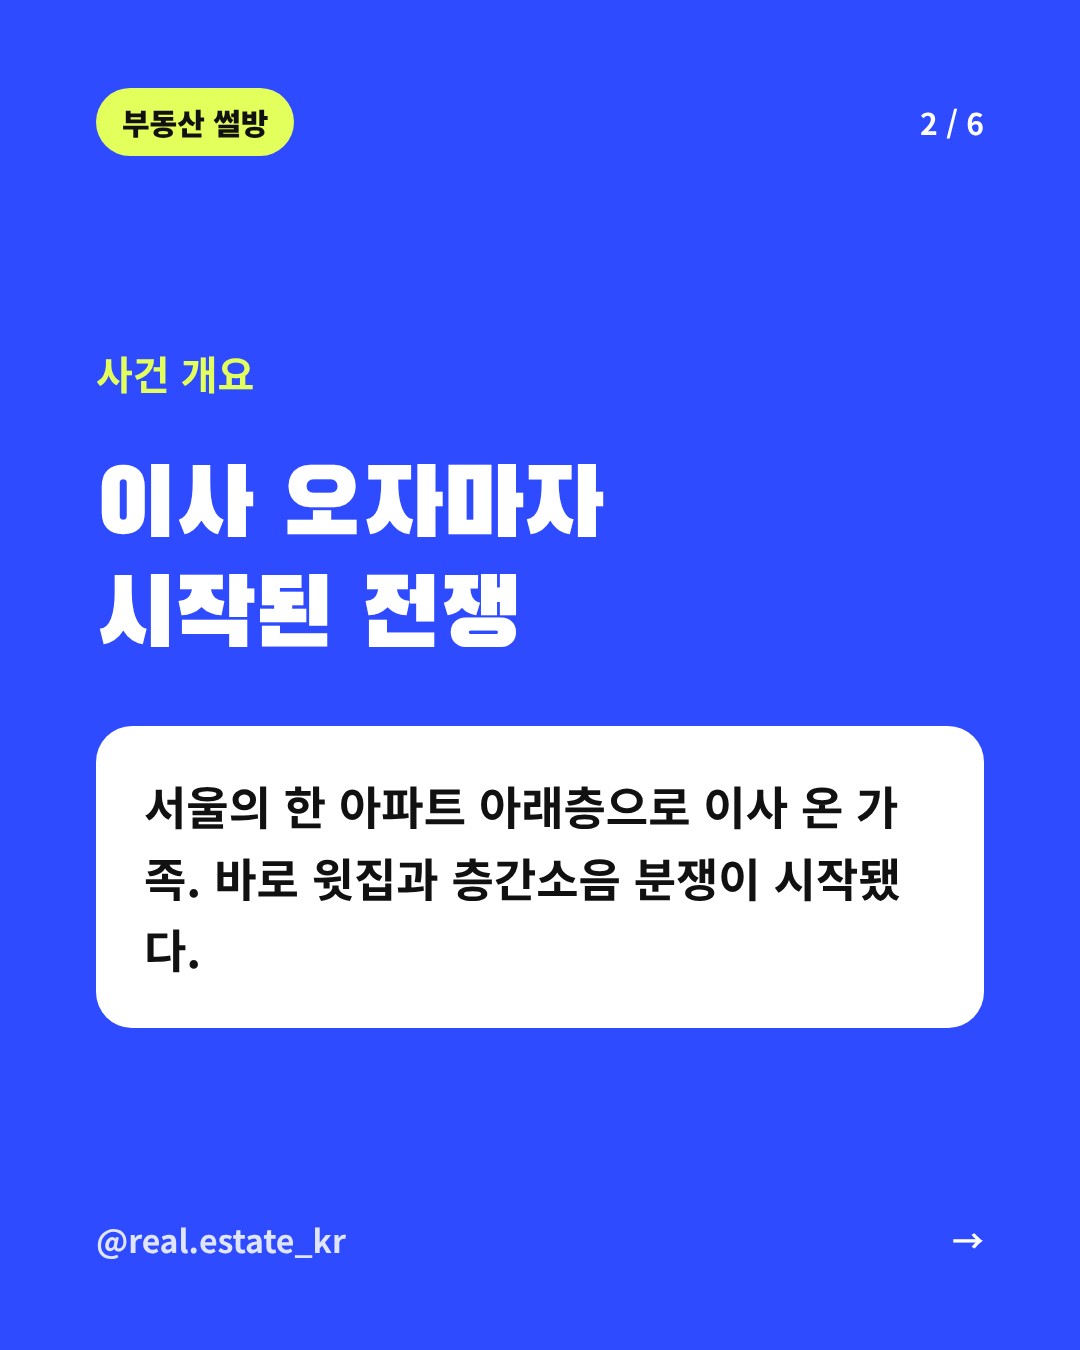 부동산 썰방
2 / 6
사건 개요
이사 오자마자
시작된 전쟁
서울의 한 아파트 아래층으로 이사 온 가
족. 바로 윗집과 층간소음 분쟁이 시작됐
다.
@real.estate_kr
→